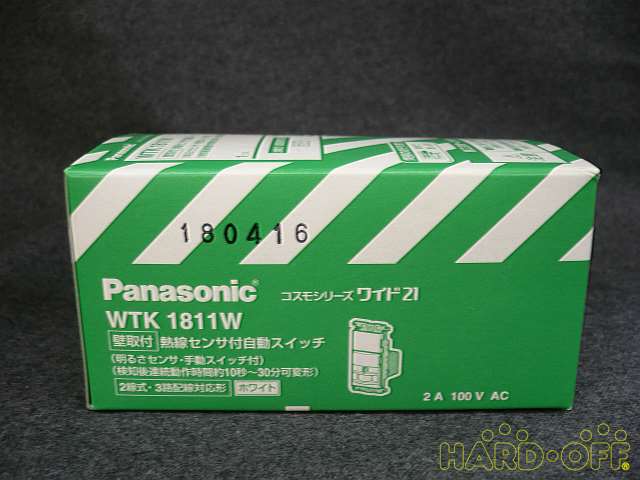 180416
Panasonic® コスモシリーズ ワイド21
WTK 1811W
壁取付 熱線センサ付自動スイッチ
(明るさセンサ・手動スイッチ付)
(検知後連続動作時間約10秒～30分可変形)
2線式・3路配線対応形 ホワイト
2A 100V AC
HARD-OFF®